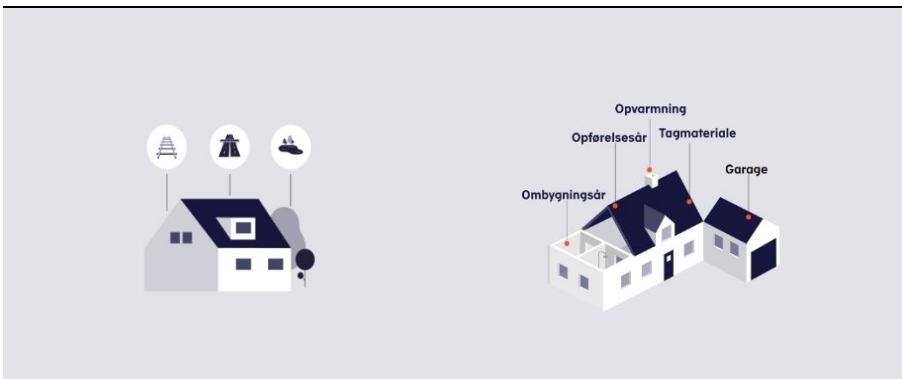 Opvarmning
Opførelsesår
Tagmateriale
Garage
Ombygningsår